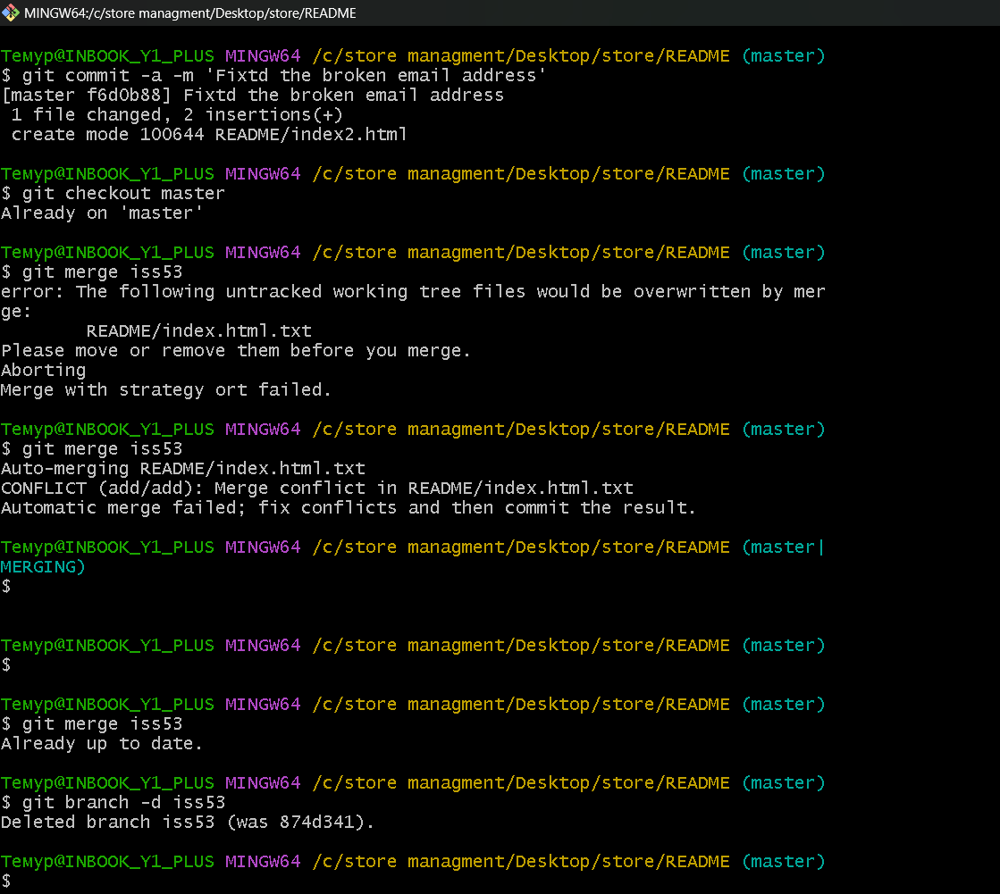 MINGW64:/c/store managment/Desktop/store/README
Темур@INBOOK_Y1_PLUS MINGW64 /c/store managment/Desktop/store/README (master)
$ git commit -a -m 'Fixtd the broken email address'
[master f6d0b88] Fixtd the broken email address
 1 file changed, 2 insertions(+)
 create mode 100644 README/index2.html
Темур@INBOOK_Y1_PLUS MINGW64 /c/store managment/Desktop/store/README (master)
$ git checkout master
Already on 'master'
Темур@INBOOK_Y1_PLUS MINGW64 /c/store managment/Desktop/store/README (master)
$ git merge iss53
error: The following untracked working tree files would be overwritten by mer
ge:
        README/index.html.txt
Please move or remove them before you merge.
Aborting
Merge with strategy ort failed.
Темур@INBOOK_Y1_PLUS MINGW64 /c/store managment/Desktop/store/README (master)
$ git merge iss53
Auto-merging README/index.html.txt
CONFLICT (add/add): Merge conflict in README/index.html.txt
Automatic merge failed; fix conflicts and then commit the result.
Темур@INBOOK_Y1_PLUS MINGW64 /c/store managment/Desktop/store/README (master|
MERGING)
$
Темур@INBOOK_Y1_PLUS MINGW64 /c/store managment/Desktop/store/README (master)
$
Темур@INBOOK_Y1_PLUS MINGW64 /c/store managment/Desktop/store/README (master)
$ git merge iss53
Already up to date.
Темур@INBOOK_Y1_PLUS MINGW64 /c/store managment/Desktop/store/README (master)
$ git branch -d iss53
Deleted branch iss53 (was 874d341).
Темур@INBOOK_Y1_PLUS MINGW64 /c/store managment/Desktop/store/README (master)
$